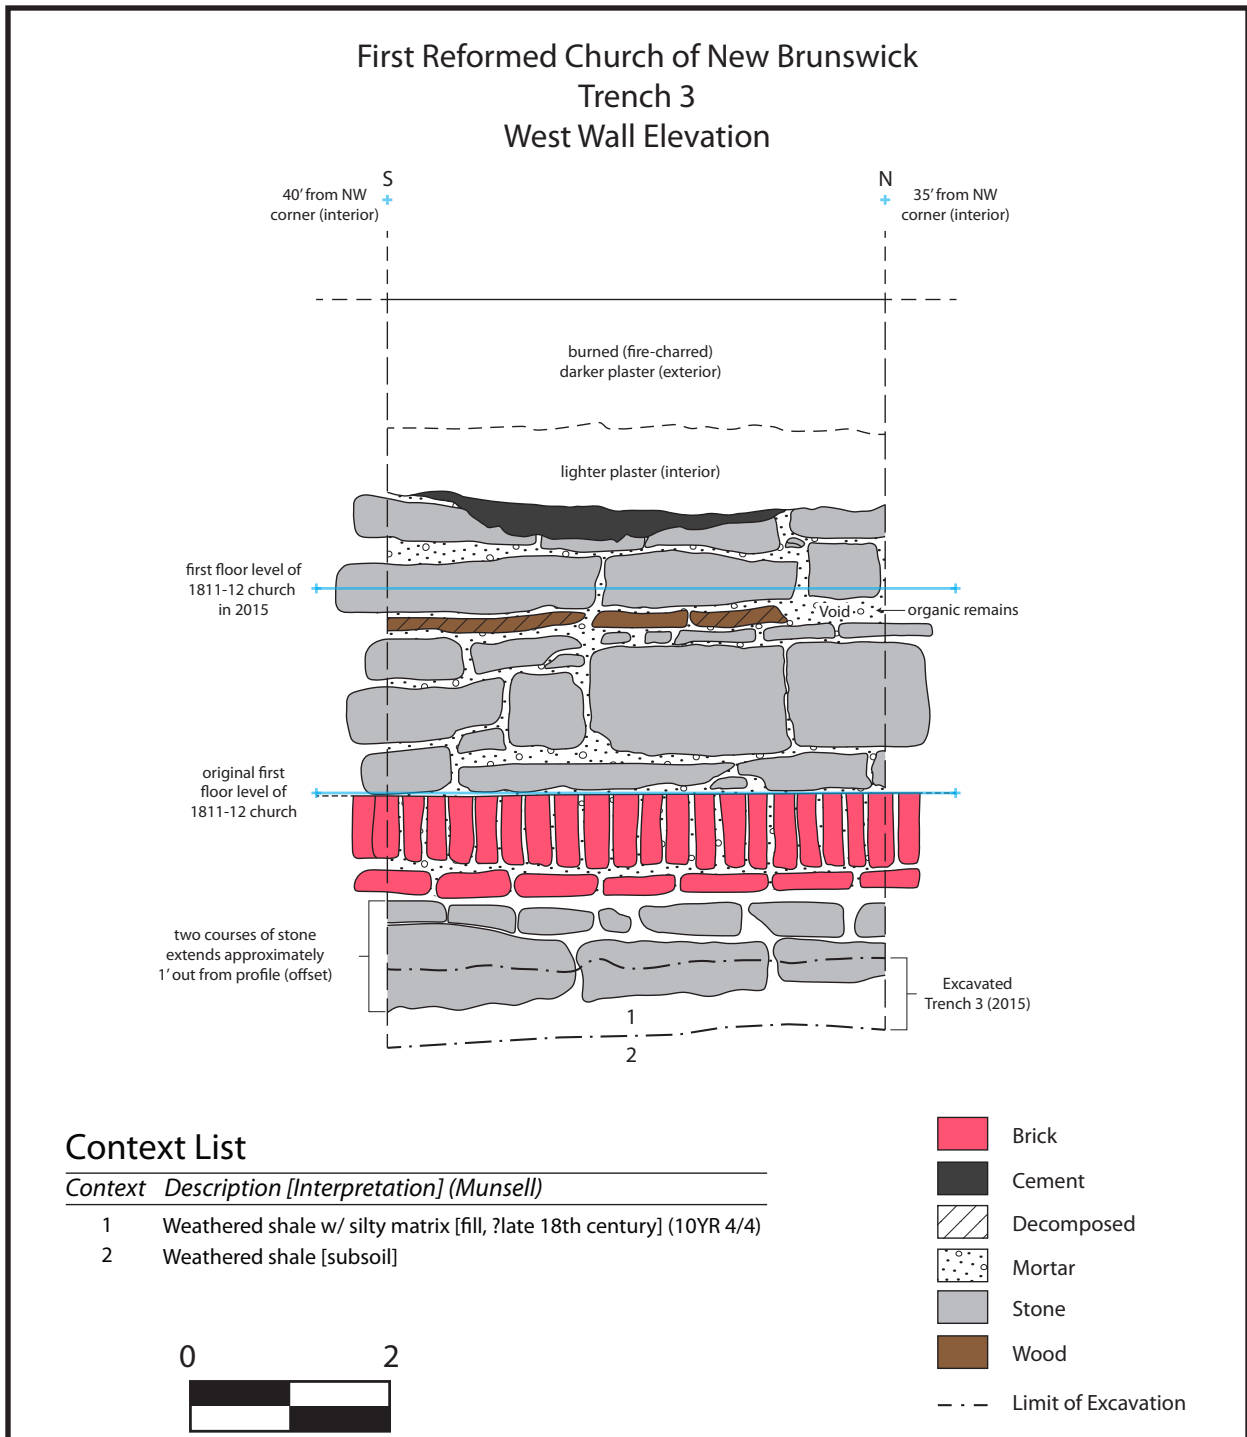 First Reformed Church of New Brunswick
Trench 3
West Wall Elevation
S
N
40' from NW
corner (interior)
35' from NW
corner (interior)
burned (fire-charred)
darker plaster (exterior)
lighter plaster (interior)
first floor level of
1811-12 church
in 2015
Void
organic remains
original first
floor level of
1811-12 church
two courses of stone
extends approximately
1' out from profile (offset)
Excavated
Trench 3 (2015)
1
2
Context List
Context Description [Interpretation] (Munsell)
1 Weathered shale w/ silty matrix [fill, ?late 18th century] (10YR 4/4)
2 Weathered shale [subsoil]
0 2
Brick
Cement
Decomposed
Mortar
Stone
Wood
Limit of Excavation